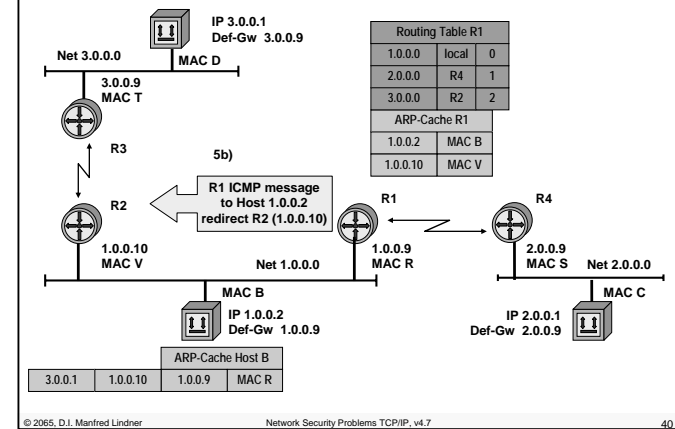 IP 3.0.0.1
Def-Gw 3.0.0.9
Net 3.0.0.0
MAC D
3.0.0.9
MAC T
R3
Routing Table R1
1.0.0.0 local 0
2.0.0.0 R4 1
3.0.0.0 R2 2
ARP-Cache R1
1.0.0.2 MAC B
1.0.0.10 MAC V
5b)
R1 ICMP message
to Host 1.0.0.2
redirect R2 (1.0.0.10)
R2
R1
R4
1.0.0.10
MAC V
Net 1.0.0.0
1.0.0.9
MAC R
2.0.0.9
MAC S
Net 2.0.0.0
MAC B
MAC C
IP 1.0.0.2
Def-Gw 1.0.0.9
IP 2.0.0.1
Def-Gw 2.0.0.9
ARP-Cache Host B
3.0.0.1 1.0.0.10 1.0.0.9 MAC R
© 2065, D.I. Manfred Lindner
Network Security Problems TCP/IP, v4.7
40